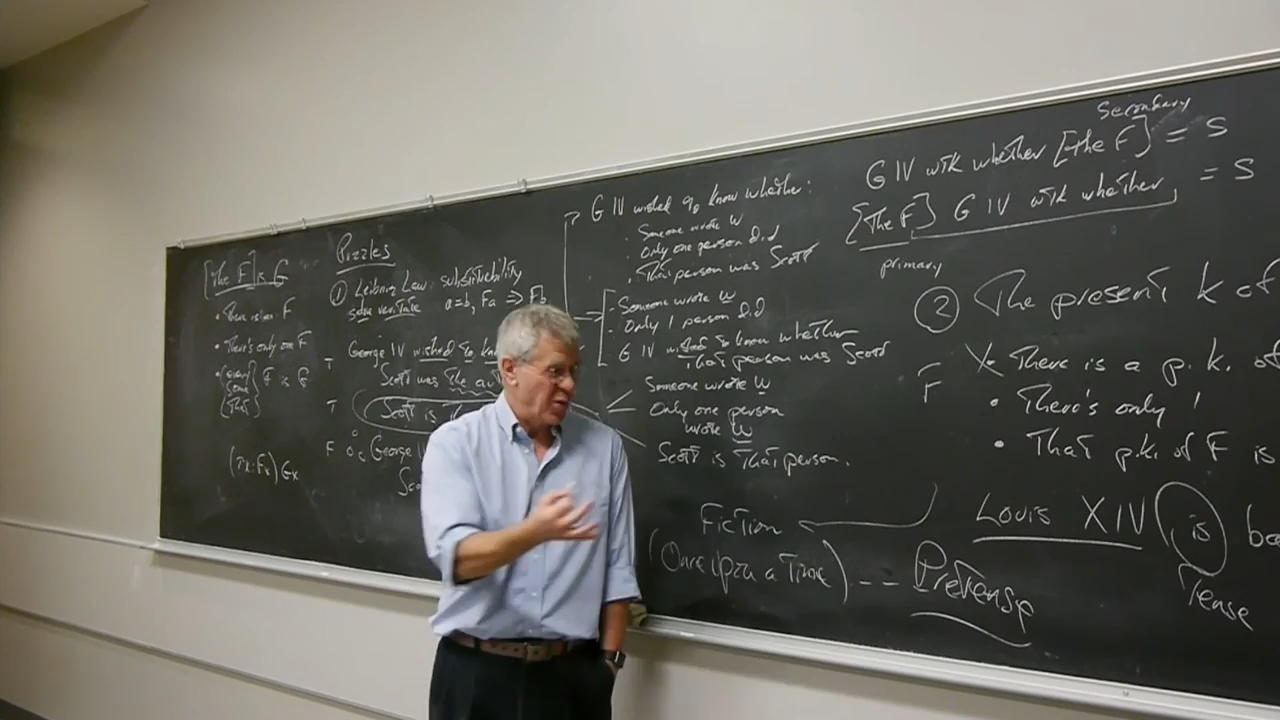 [The F] is G
• There is an F
• There's only one F
{every
some
That} F is G
Puzzles
① Leibniz Law: substitutability
salva veritate a=b, Fa ⇒ Fb
T George IV wished to
Scott was the
T Scott is
F George
(ιx: Fx) Gx
G IV wished to know whether:
• Someone wrote W
• Only one person did
• That person was Scott
- Someone wrote W
- Only 1 person did
- G IV wished to know whether
that person was Scott
Someone wrote W
Only one person
wrote W
Scott is that person.
Secondary
G IV wtk whether [the F] = S
[The F] G IV wtk whether = S
primary
② The present k of
F X• There is a p. k. of
• There's only 1
• That p.k. of F is
Louis XIV is
Tense
Fiction
(Once upon a Time) -- Pretense